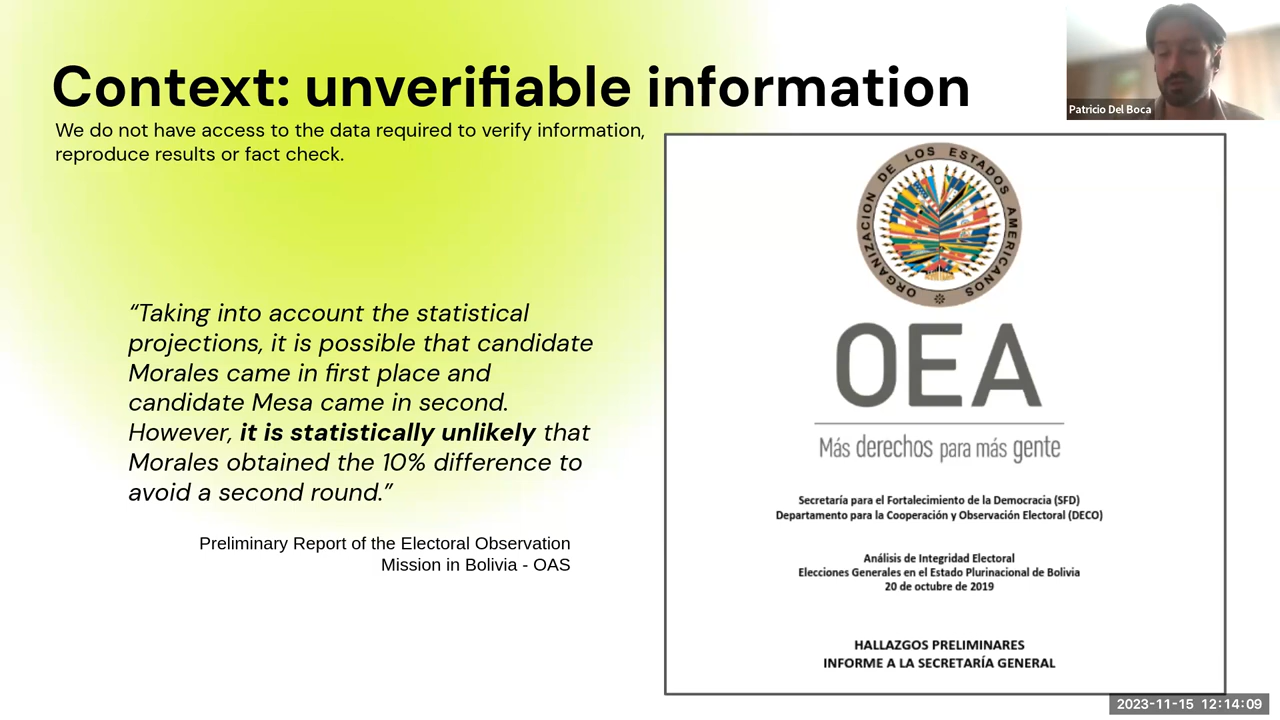 Context: unverifiable information
We do not have access to the data required to verify information,
reproduce results or fact check.
“Taking into account the statistical
projections, it is possible that candidate
Morales came in first place and
candidate Mesa came in second.
However, it is statistically unlikely that
Morales obtained the 10% difference to
avoid a second round.”
Preliminary Report of the Electoral Observation
Mission in Bolivia - OAS
Patricio Del Boca
ORGANIZACION DE LOS ESTADOS AMERICANOS
OEA
Más derechos para más gente
Secretaría para el Fortalecimiento de la Democracia (SFD)
Departamento para la Cooperación y Observación Electoral (DECO)
Análisis de Integridad Electoral
Elecciones Generales en el Estado Plurinacional de Bolivia
20 de octubre de 2019
HALLAZGOS PRELIMINARES
INFORME A LA SECRETARÍA GENERAL
2023-11-15 12:14:09